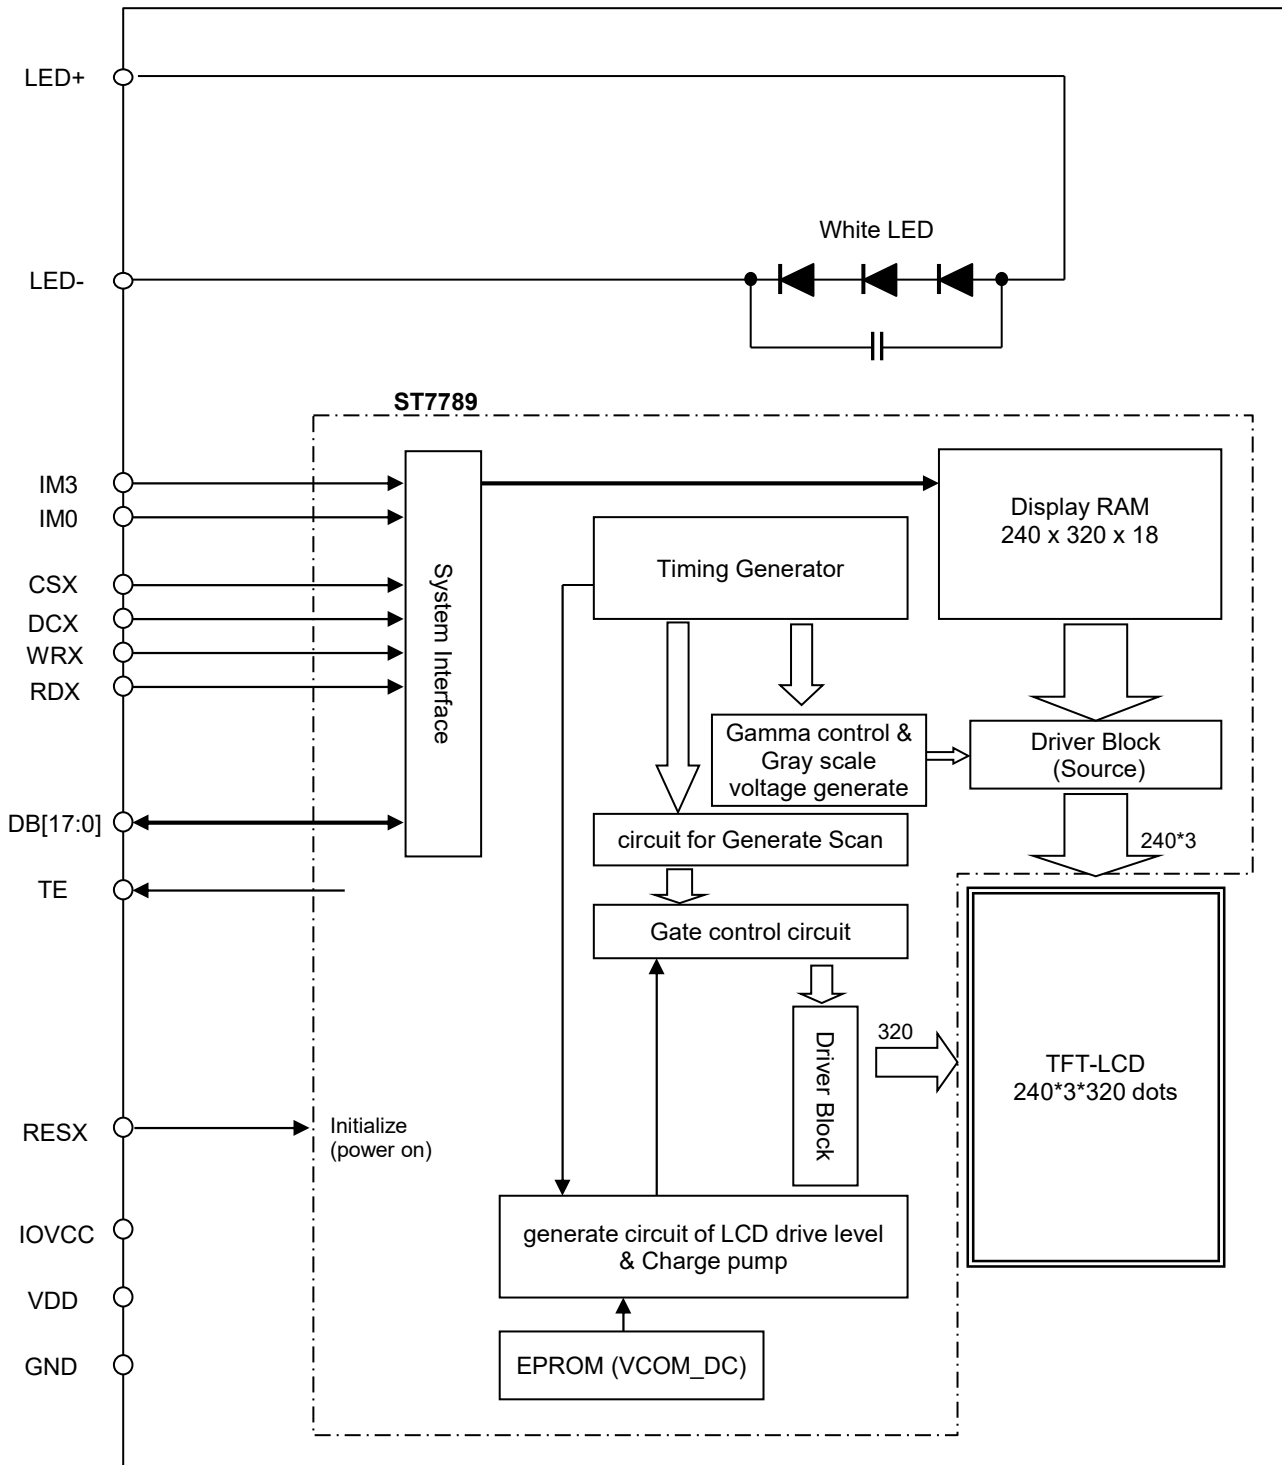 LED+
White LED
LED-
ST7789
IM3
IM0
CSX
DCX
WRX
RDX
DB[17:0]
TE
RESX
IOVCC
VDD
GND
System Interface
Display RAM
240 x 320 x 18
Timing Generator
Gamma control &
Gray scale
voltage generate
Driver Block
(Source)
240*3
circuit for Generate Scan
Gate control circuit
Driver Block
320
TFT-LCD
240*3*320 dots
Initialize
(power on)
generate circuit of LCD drive level
& Charge pump
EPROM (VCOM_DC)